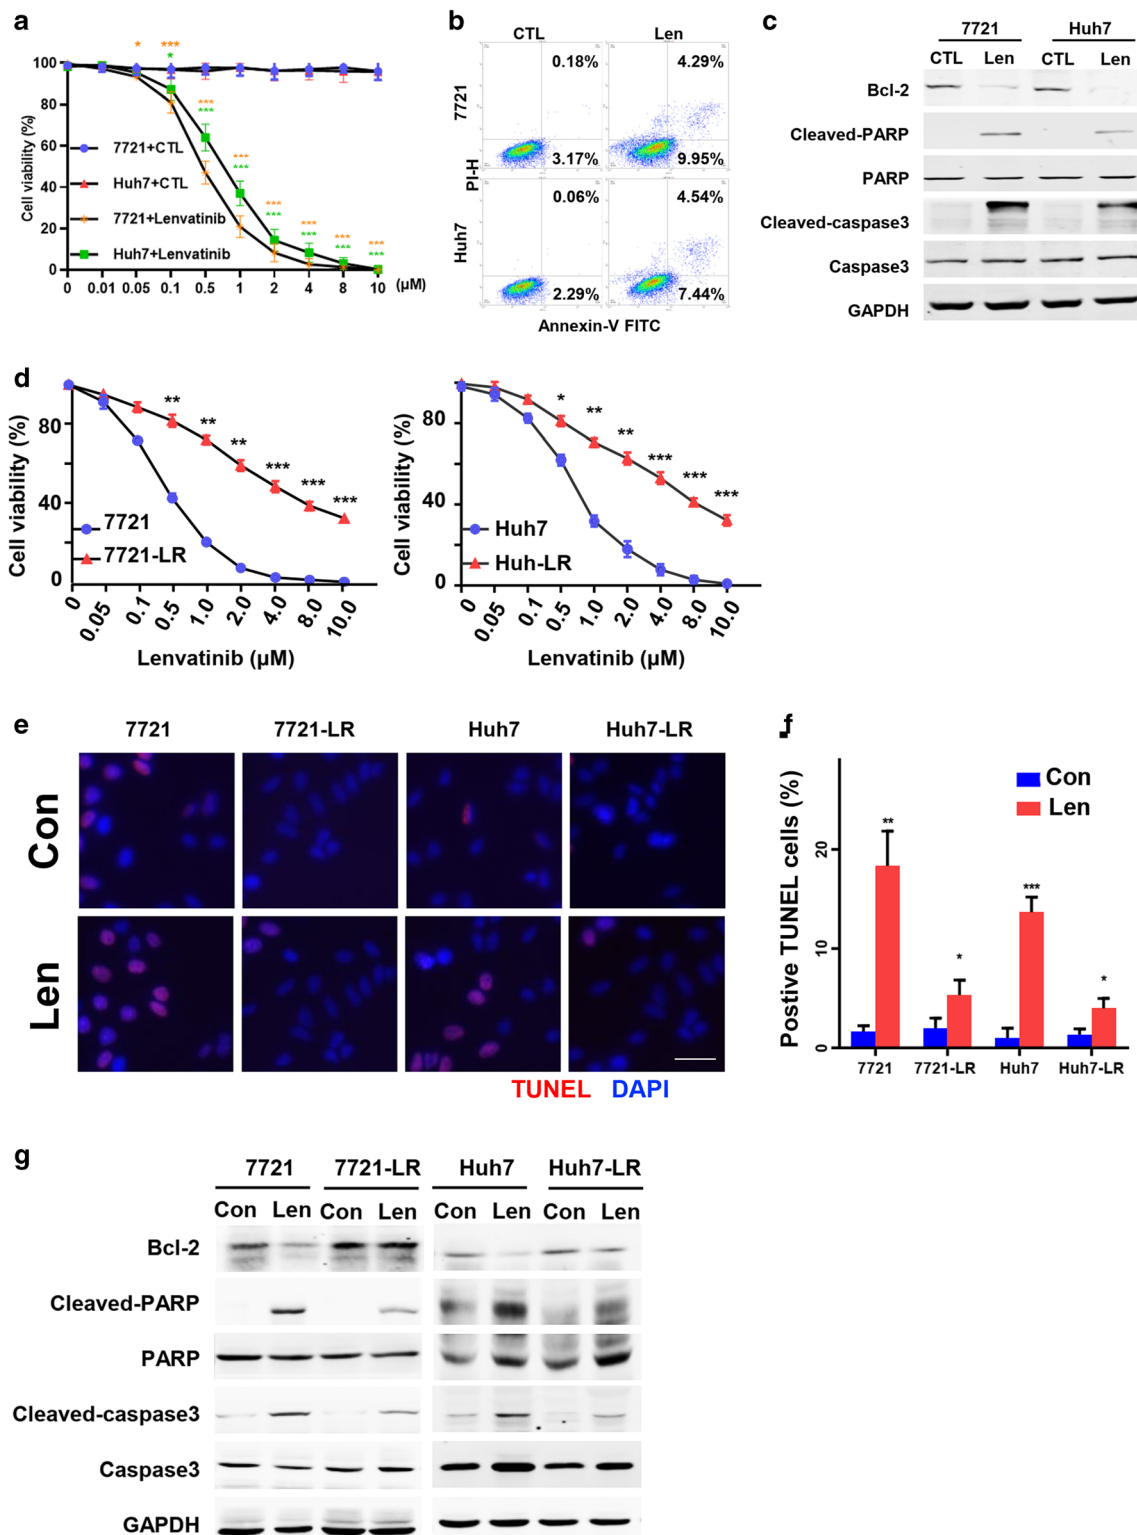 a
* *** *
*** *** *** *** *** *** *** *** *** *** *** ***
Cell viability (%)
100
80
60
40
20
0
7721+CTL
Huh7+CTL
7721+Lenvatinib
Huh7+Lenvatinib
0 0.01 0.05 0.1 0.5 1 2 4 8 10 (μM)
b
CTL Len
7721
0.18% 4.29%
3.17% 9.95%
PI-H
Huh7
0.06% 4.54%
2.29% 7.44%
Annexin-V FITC
c
7721 Huh7
CTL Len CTL Len
Bcl-2
Cleaved-PARP
PARP
Cleaved-caspase3
Caspase3
GAPDH
d
Cell viability (%)
80
40
0
** ** ** *** *** ***
7721
7721-LR
0 0.05 0.1 0.5 1.0 2.0 4.0 8.0 10.0
Lenvatinib (μM)
Cell viability (%)
80
40
0
* ** ** *** *** ***
Huh7
Huh-LR
0 0.05 0.1 0.5 1.0 2.0 4.0 8.0 10.0
Lenvatinib (μM)
e
7721 7721-LR Huh7 Huh7-LR
Con
Len
TUNEL DAPI
f
Postive TUNEL cells (%)
20
10
0
Con
Len
** * *** *
7721 7721-LR Huh7 Huh7-LR
g
7721 7721-LR Huh7 Huh7-LR
Con Len Con Len Con Len Con Len
Bcl-2
Cleaved-PARP
PARP
Cleaved-caspase3
Caspase3
GAPDH